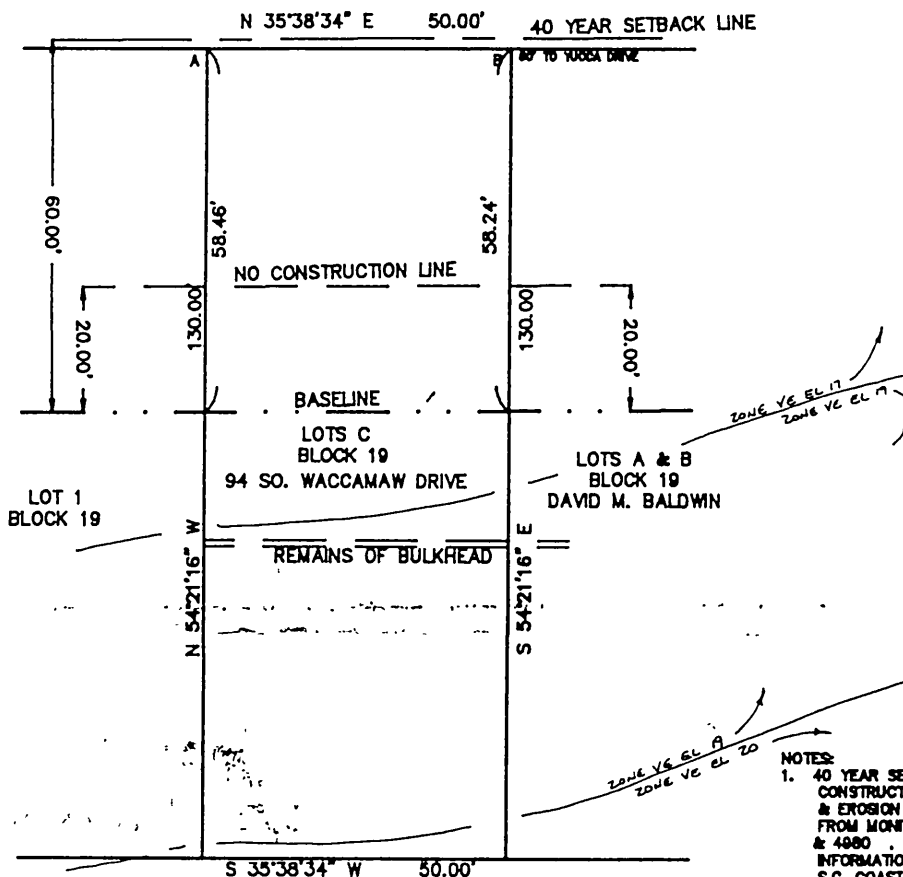 N 35°38'34" E 50.00' 40 YEAR SETBACK LINE
A B TO YUCCA DRIVE
60.00'
58.46'
58.24'
NO CONSTRUCTION LINE
20.00'
130.00
130.00
20.00'
BASELINE
LOTS C
BLOCK 19
94 SO. WACCAMAW DRIVE
ZONE VE EL 17
ZONE VE EL
LOTS A & B
BLOCK 19
DAVID M. BALDWIN
LOT 1
BLOCK 19
REMAINS OF BULKHEAD
N 54°21'16" W
S 54°21'16" E
ZONE VE EL
ZONE VE EL 20
NOTES:
1. 40 YEAR SE
CONSTRUCT
& EROSION
FROM MONI
& 4980 .
INFORMATIO
S.C. COAST
S 35°38'34" W 50.00'